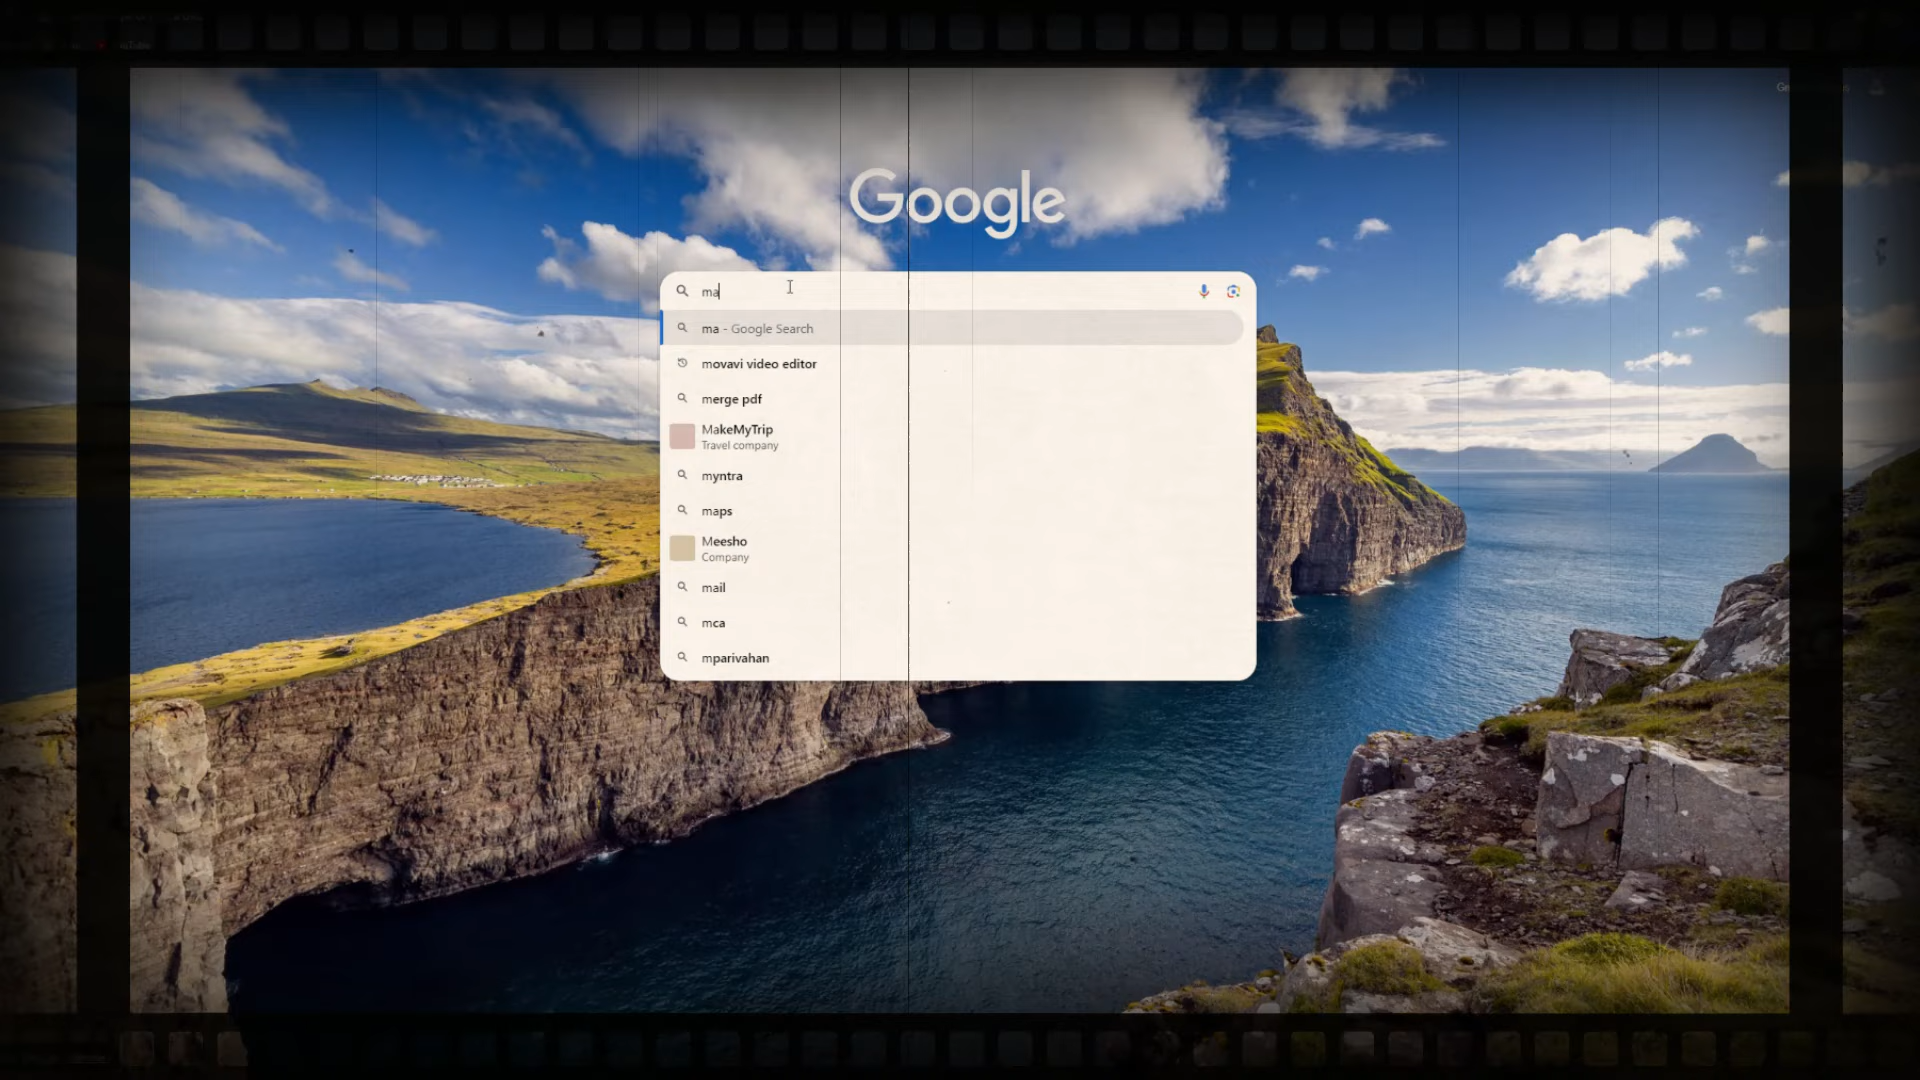 Google
ma
ma - Google Search
movavi video editor
merge pdf
MakeMyTrip
Travel company
myntra
maps
Meesho
Company
mail
mca
mparivahan